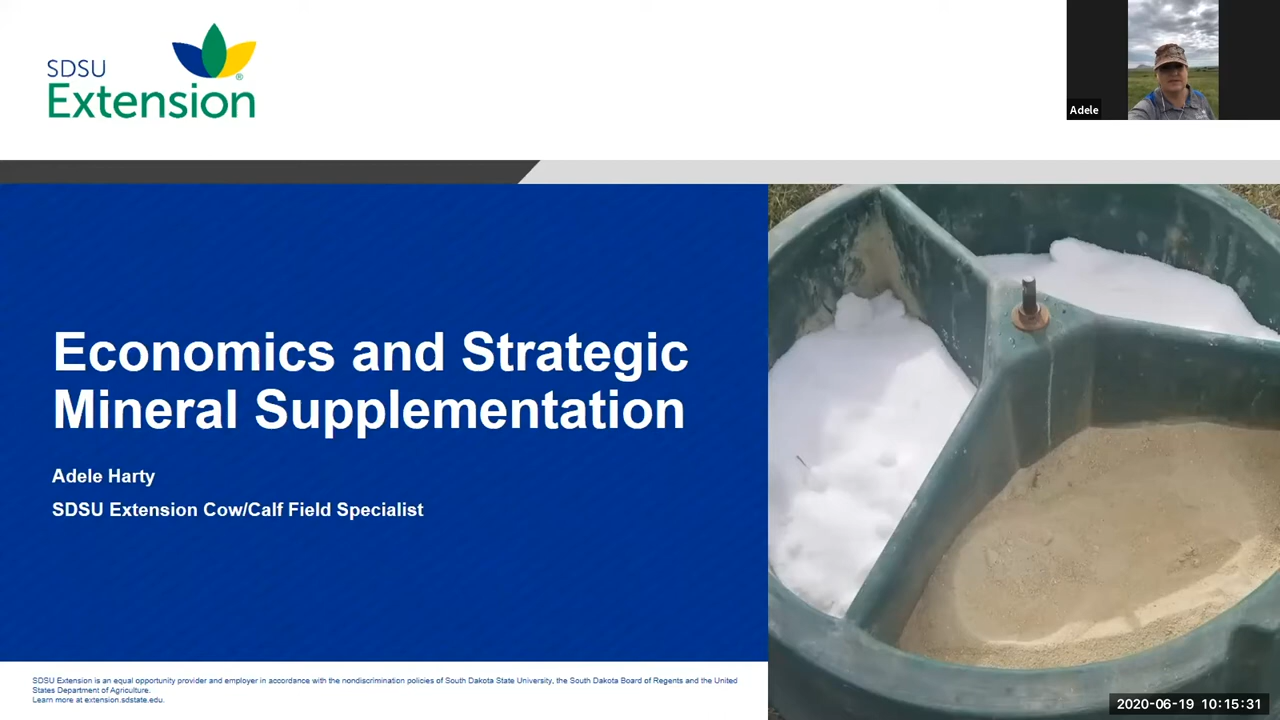 SDSU
Extension
®
Adele
Economics and Strategic
Mineral Supplementation
Adele Harty
SDSU Extension Cow/Calf Field Specialist
SDSU Extension is an equal opportunity provider and employer in accordance with the nondiscrimination policies of South Dakota State University, the South Dakota Board of Regents and the United
States Department of Agriculture.
Learn more at extension.sdstate.edu.
2020-06-19 10:15:31